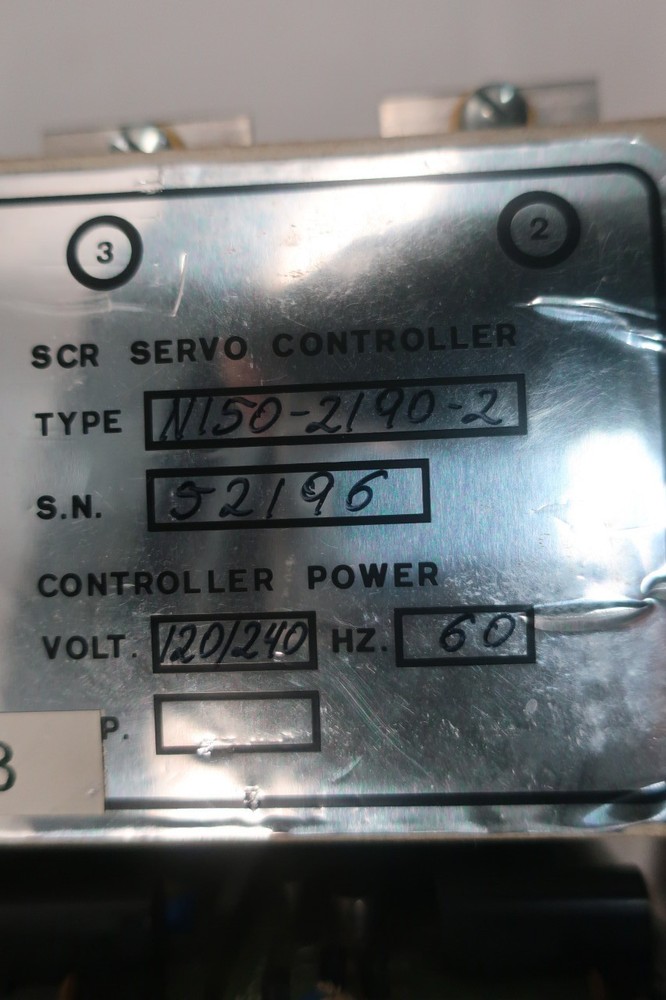 3 2
SCR SERVO CONTROLLER
TYPE N150-2190-2
S.N. 52196
CONTROLLER POWER
VOLT. 120/240 HZ. 60
P.